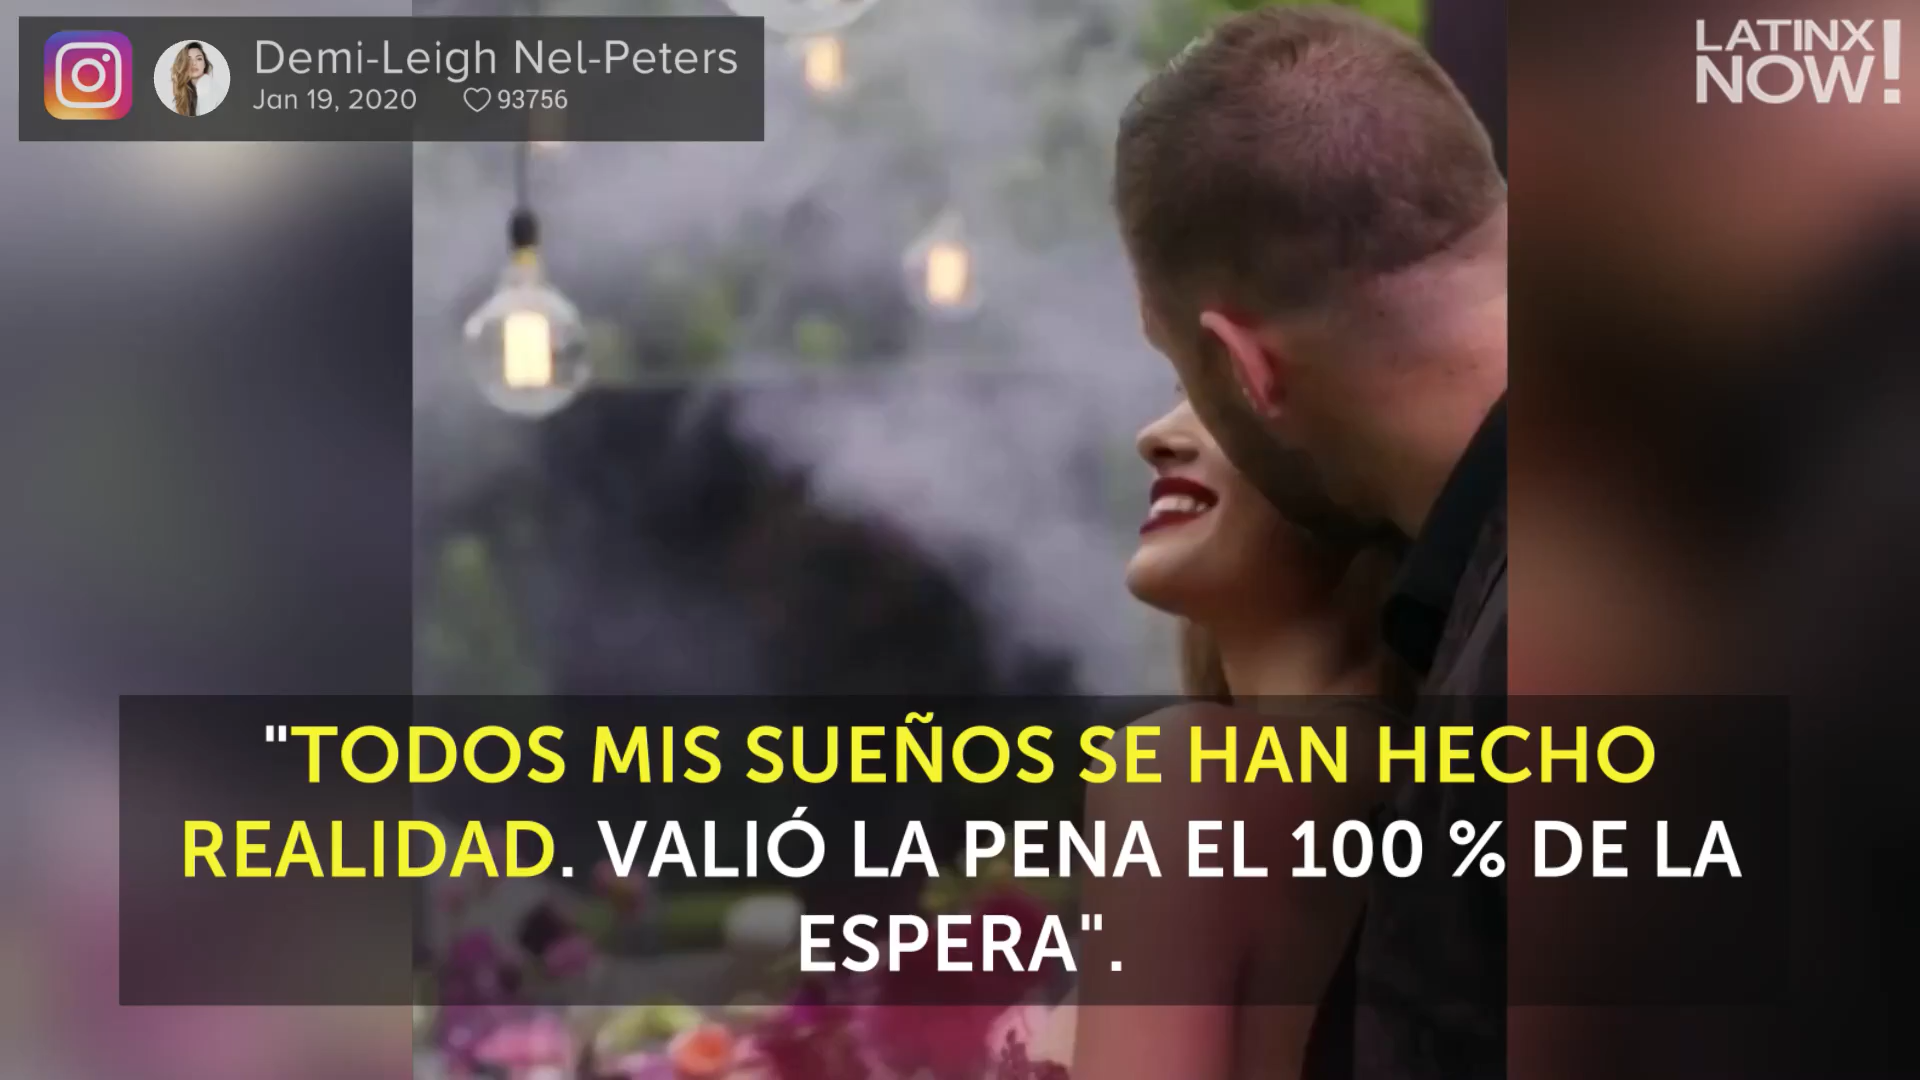 Demi-Leigh Nel-Peters
Jan 19, 2020 93756
LATINX
NOW!
"TODOS MIS SUEÑOS SE HAN HECHO
REALIDAD. VALIÓ LA PENA EL 100 % DE LA
ESPERA".